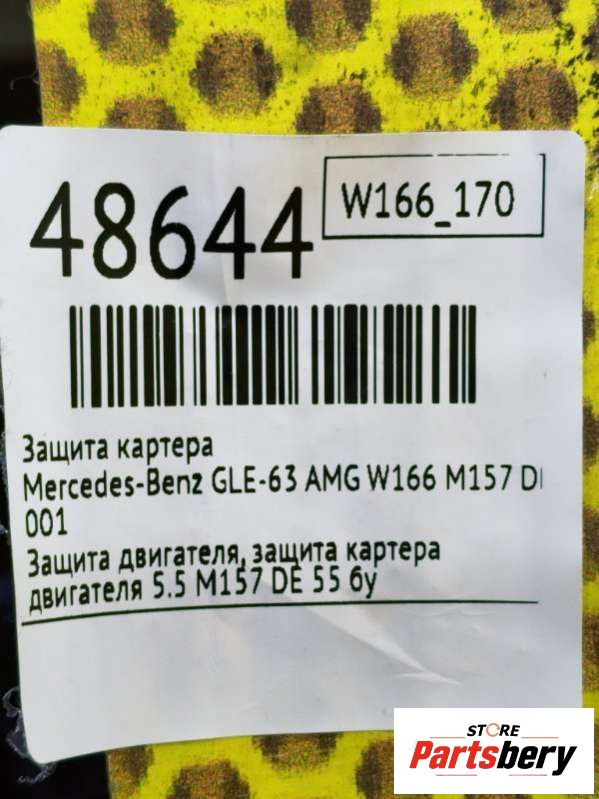 48644
W166_170
Защита картера
Mercedes-Benz GLE-63 AMG W166 M157
001
Защита двигателя, защита картера
двигателя 5.5 M157 DE 55 бу
STORE
Partsbery